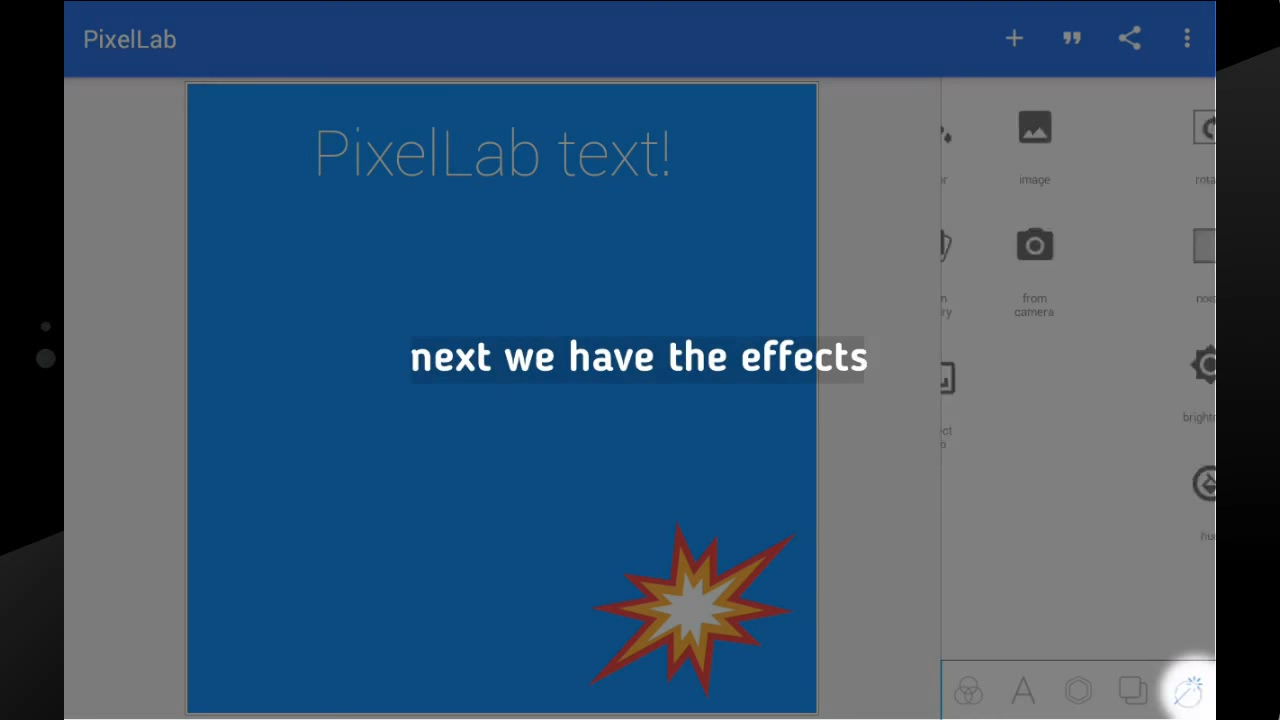 PixelLab
PixelLab text!
image
from
camera
next we have the effects